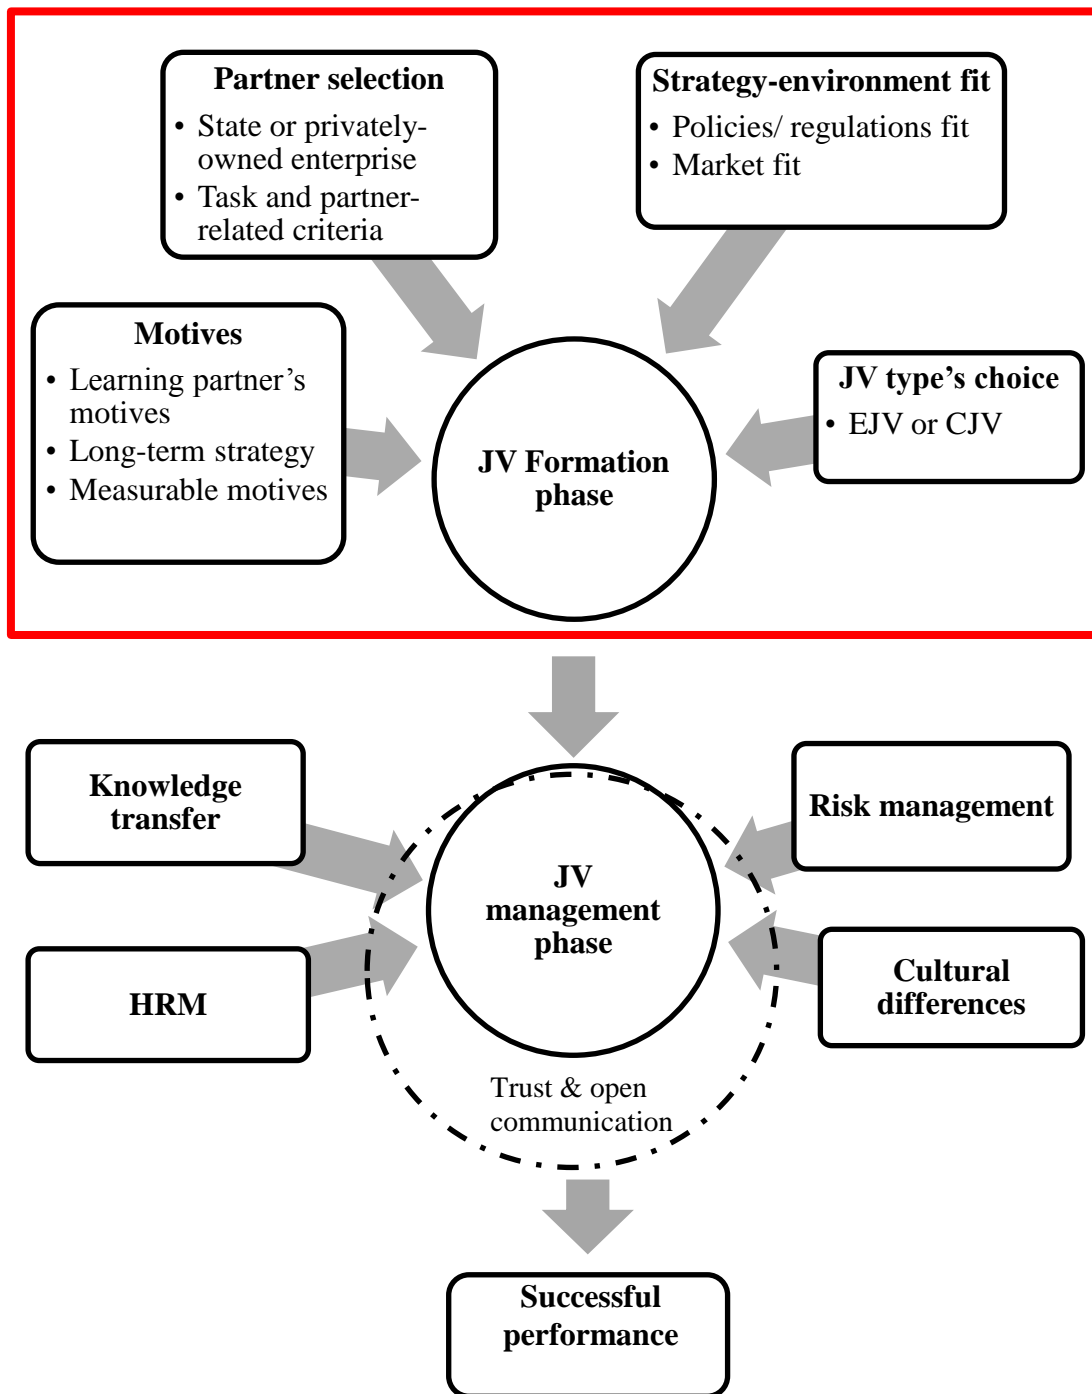 Partner selection
• State or privately-
owned enterprise
• Task and partner-
related criteria
Strategy-environment fit
• Policies/ regulations fit
• Market fit
Motives
• Learning partner’s
motives
• Long-term strategy
• Measurable motives
JV Formation
phase
JV type’s choice
• EJV or CJV
Knowledge
transfer
Risk management
JV
management
phase
HRM
Cultural
differences
Trust & open
communication
Successful
performance